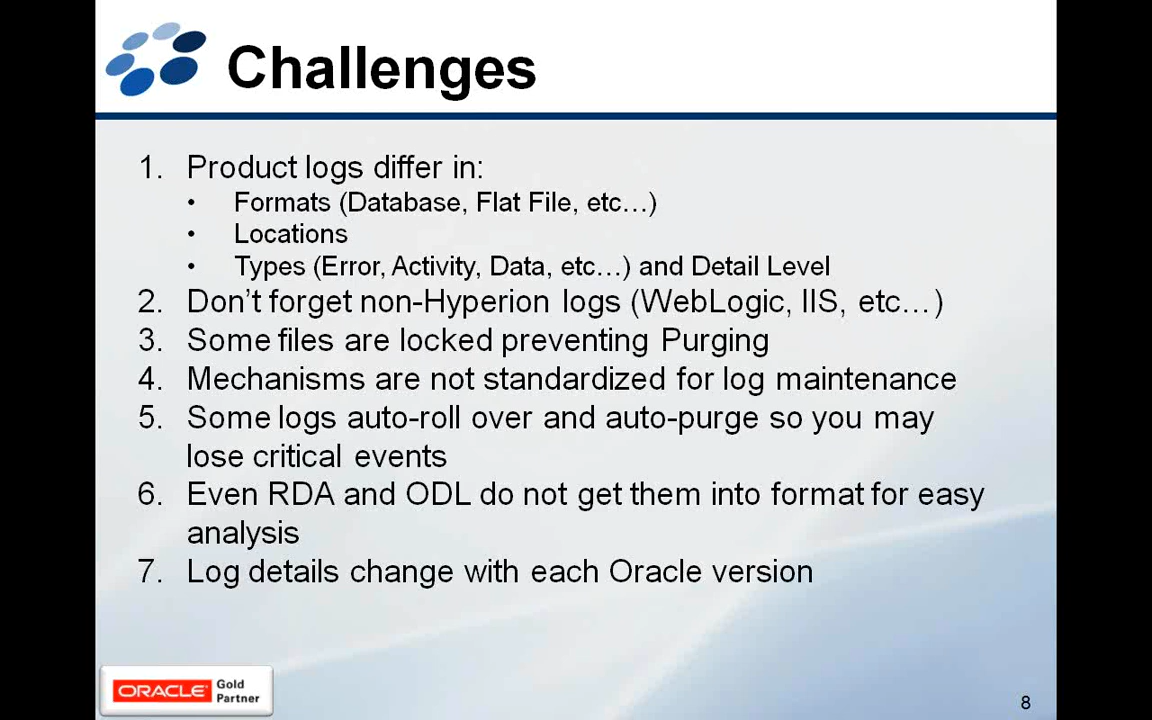 Challenges
1. Product logs differ in:
• Formats (Database, Flat File, etc…)
• Locations
• Types (Error, Activity, Data, etc…) and Detail Level
2. Don’t forget non-Hyperion logs (WebLogic, IIS, etc…)
3. Some files are locked preventing Purging
4. Mechanisms are not standardized for log maintenance
5. Some logs auto-roll over and auto-purge so you may
lose critical events
6. Even RDA and ODL do not get them into format for easy
analysis
7. Log details change with each Oracle version
ORACLE Gold
Partner
8